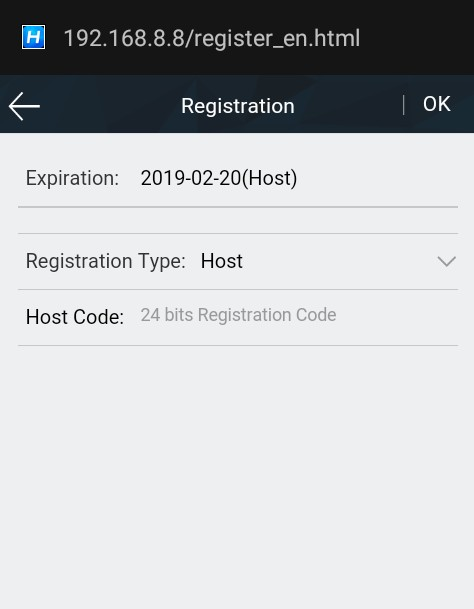 H 192.168.8.8/register_en.html
Registration | OK
Expiration: 2019-02-20(Host)
Registration Type: Host
Host Code: 24 bits Registration Code